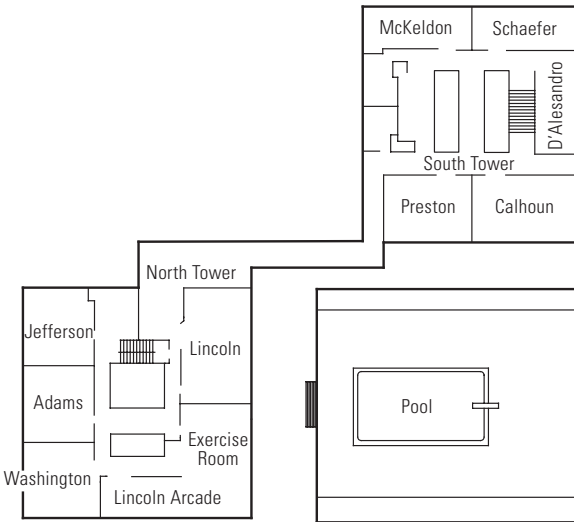 McKeldon
Schaefer
D'Alesandro
South Tower
Preston
Calhoun
North Tower
Jefferson
Lincoln
Adams
Pool
Exercise
Room
Washington
Lincoln Arcade